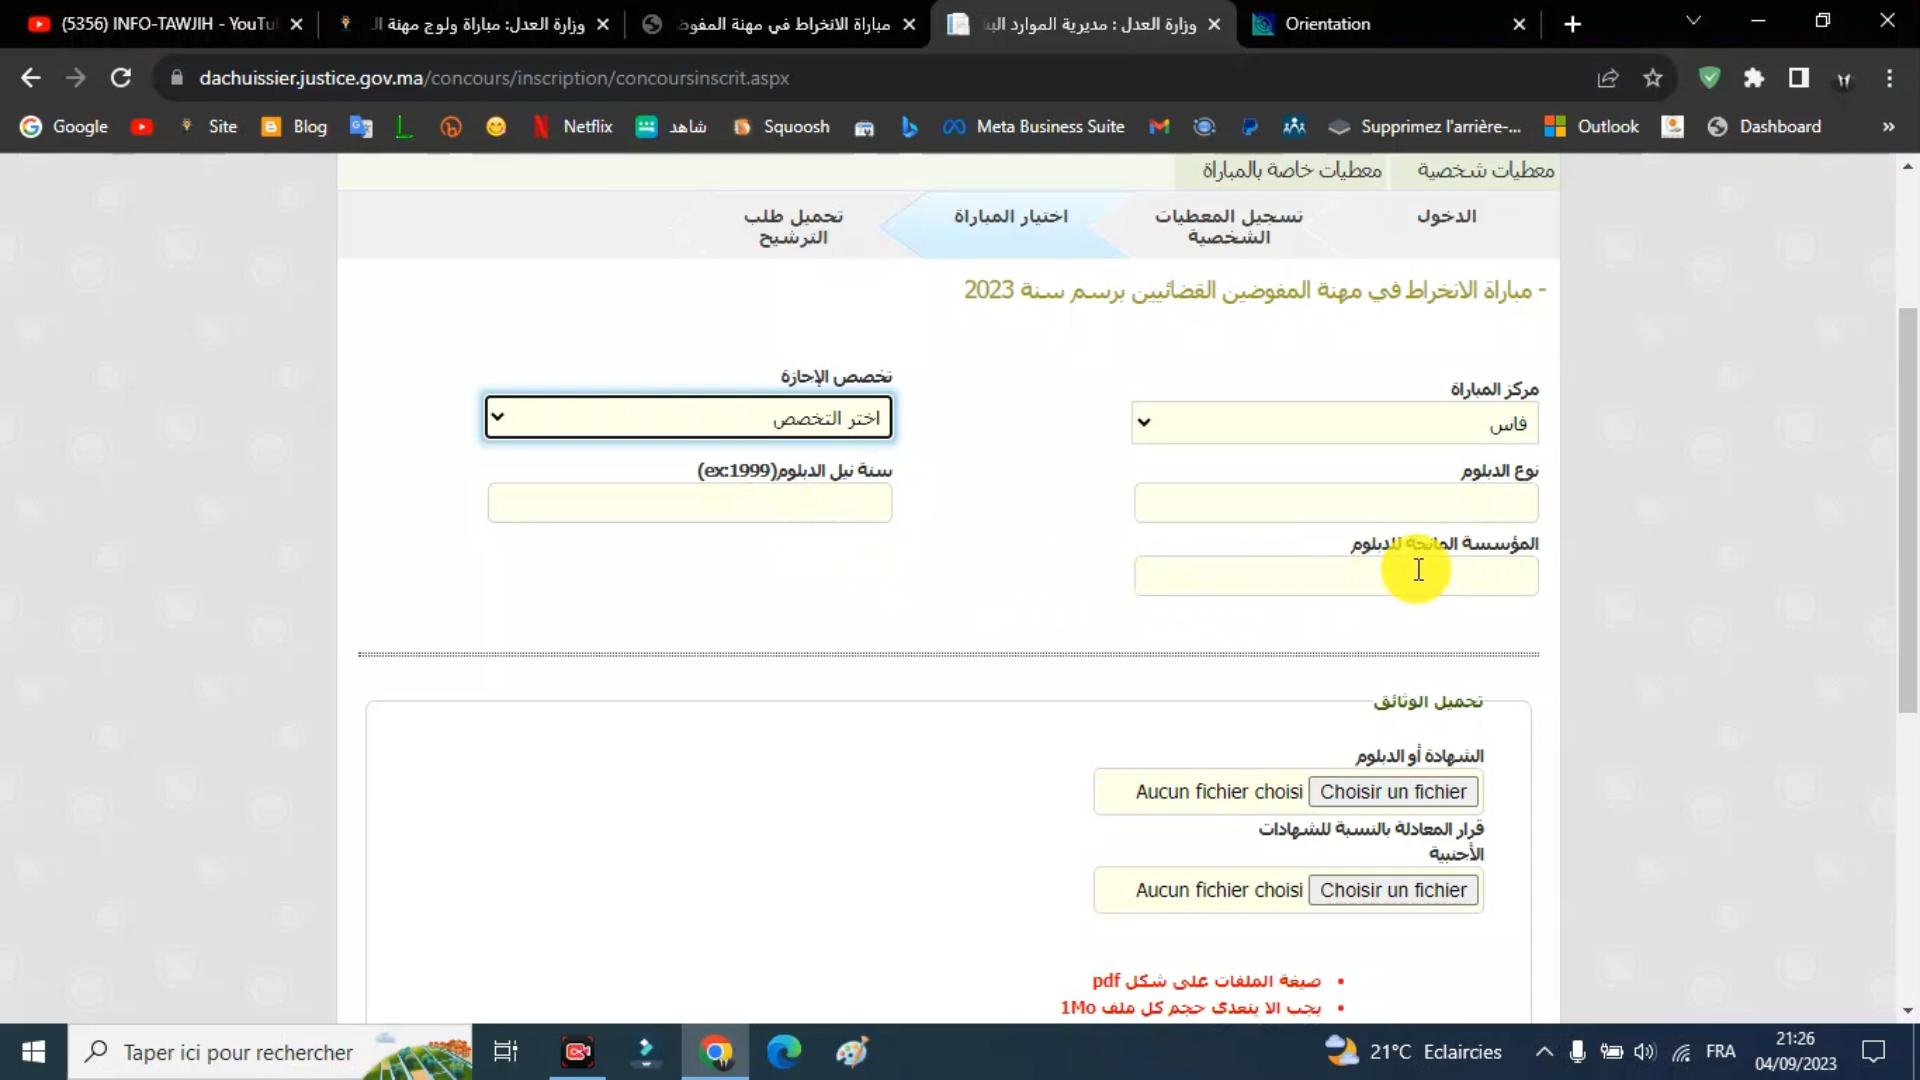 (5356) INFO-TAWJIH - YouTu
وزارة العدل: مباراة ولوج مهنة ال
مباراة الانخراط في مهنة المفوض
وزارة العدل : مديرية الموارد الب
Orientation
dachuissier.justice.gov.ma/concours/inscription/concoursinscrit.aspx
Google
Site
Blog
Netflix
شاهد
Squoosh
Meta Business Suite
Supprimez l'arrière-...
Outlook
Dashboard
»
معطيات شخصية
معطيات خاصة بالمباراة
الدخول
تسجيل المعطيات
الشخصية
اختيار المباراة
تحميل طلب
الترشيح
- مباراة الانخراط في مهنة المفوضين القضائيين برسم سنة 2023
مركز المباراة
تخصص الإجازة
فاس
اختر التخصص
نوع الدبلوم
سنة نيل الدبلوم(ex:1999)
المؤسسة المانحة للدبلوم
تحميل الوثائق
الشهادة أو الدبلوم
Choisir un fichier Aucun fichier choisi
قرار المعادلة بالنسبة للشهادات
الأجنبية
Choisir un fichier Aucun fichier choisi
• صيغة الملفات على شكل pdf
• يجب الا يتعدى حجم كل ملف 1Mo
Taper ici pour rechercher
21°C Eclaircies
FRA
21:26
04/09/2023